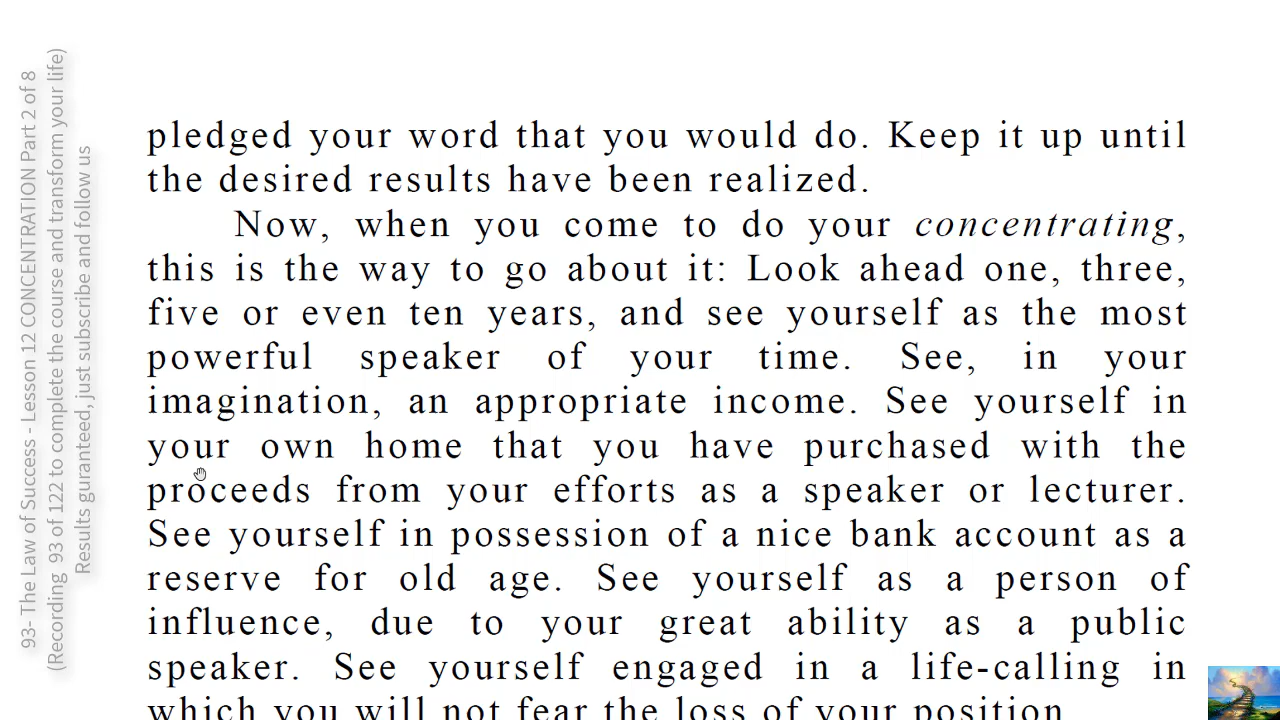 93- The Law of Success - Lesson 12 CONCENTRATION Part 2 of 8
(Recording 93 of 122 to complete the course and transform your life)
Results guranteed, just subscribe and follow us
pledged your word that you would do. Keep it up until
the desired results have been realized.
Now, when you come to do your concentrating,
this is the way to go about it: Look ahead one, three,
five or even ten years, and see yourself as the most
powerful speaker of your time. See, in your
imagination, an appropriate income. See yourself in
your own home that you have purchased with the
proceeds from your efforts as a speaker or lecturer.
See yourself in possession of a nice bank account as a
reserve for old age. See yourself as a person of
influence, due to your great ability as a public
speaker. See yourself engaged in a life-calling in
which you will not fear the loss of your position